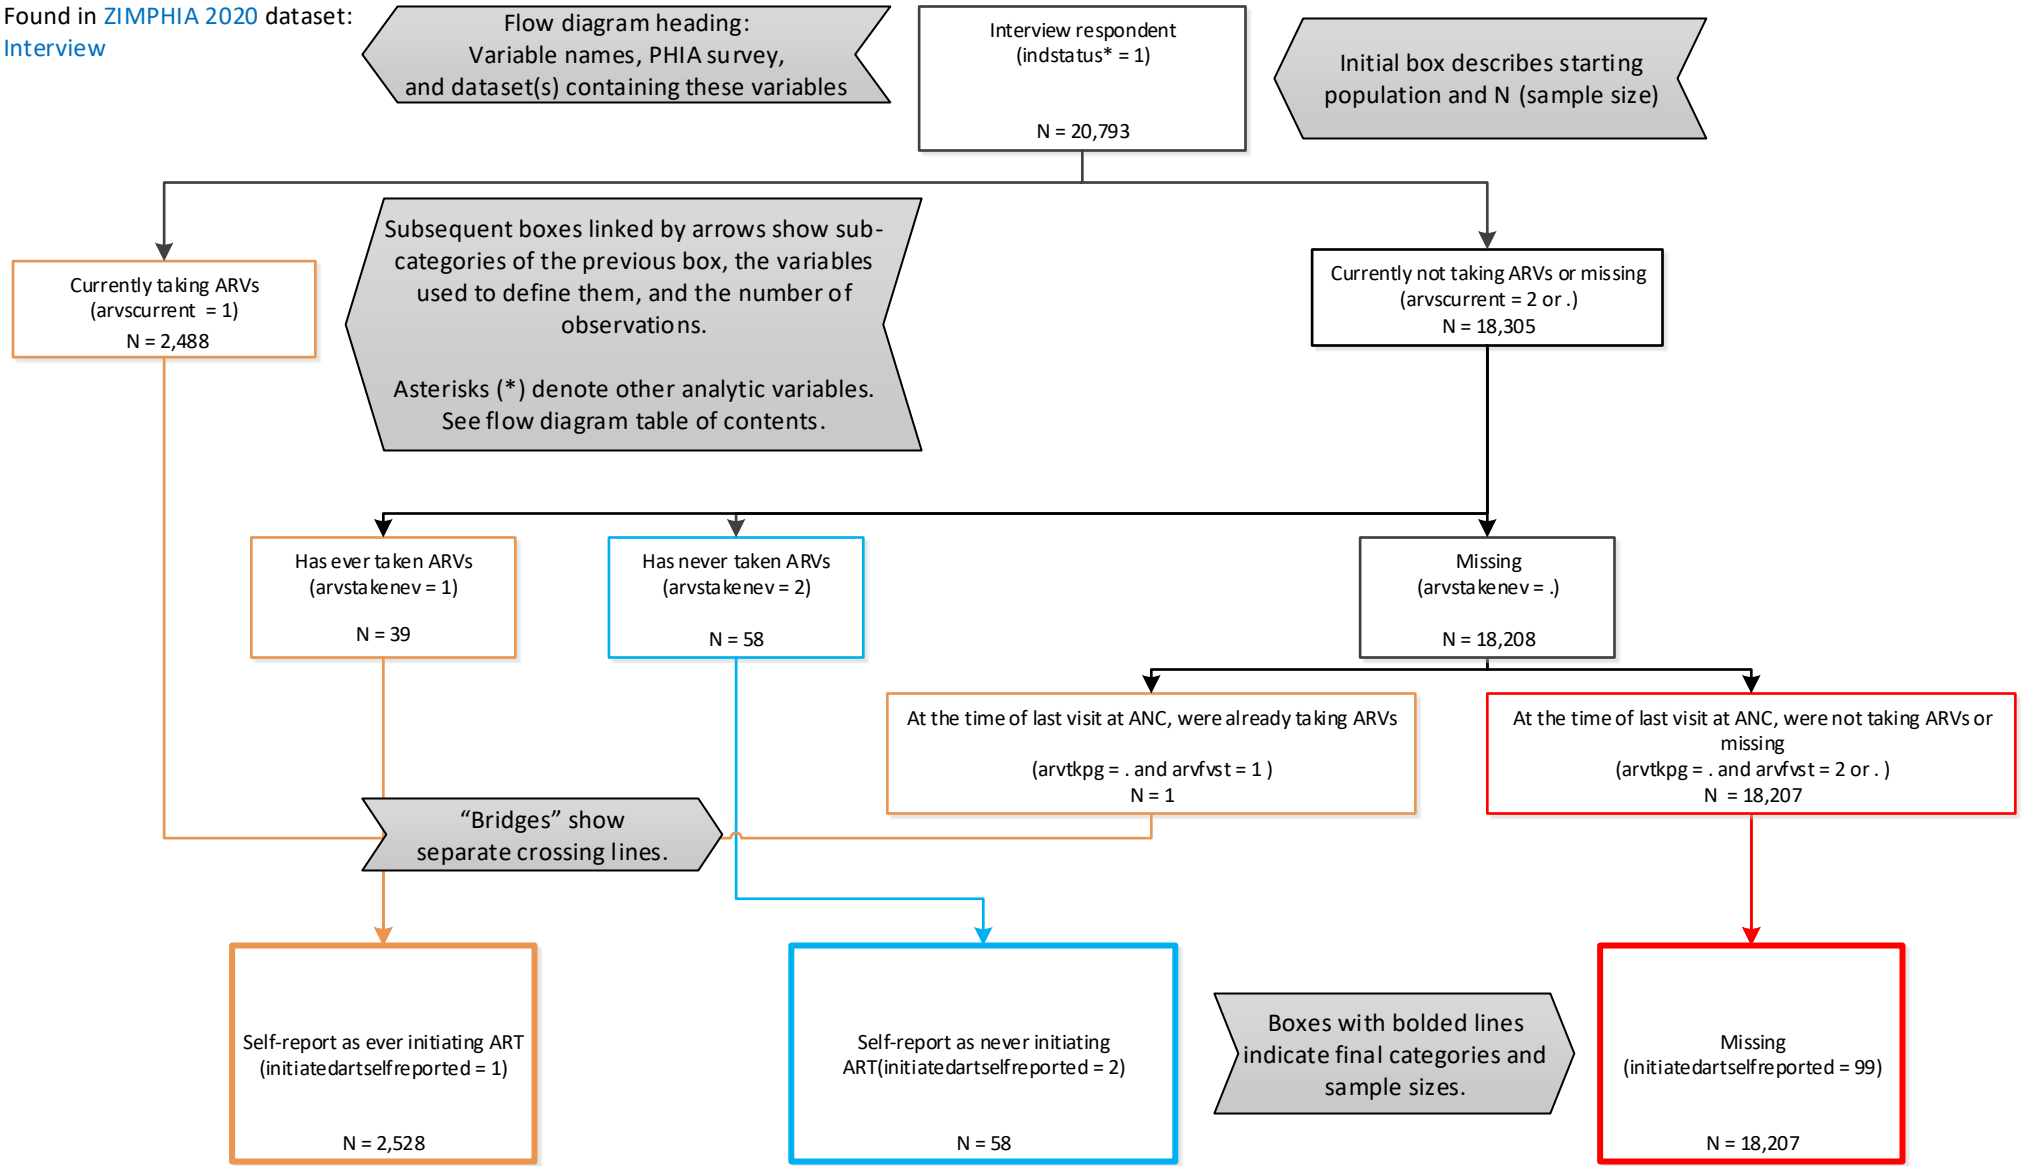 Found in ZIMPHIA 2020 dataset:
Interview
Flow diagram heading:
Variable names, PHIA survey,
and dataset(s) containing these variables
Interview respondent
(indstatus* = 1)
N = 20,793
Initial box describes starting
population and N (sample size)
Currently taking ARVs
(arvscurrent = 1)
N = 2,488
Subsequent boxes linked by arrows show sub-
categories of the previous box, the variables
used to define them, and the number of
observations.
Asterisks (*) denote other analytic variables.
See flow diagram table of contents.
Currently not taking ARVs or missing
(arvscurrent = 2 or .)
N = 18,305
Has ever taken ARVs
(arvstakenev = 1)
N = 39
Has never taken ARVs
(arvstakenev = 2)
N = 58
Missing
(arvstakenev = .)
N = 18,208
At the time of last visit at ANC, were already taking ARVs
(arvtkpg = . and arvfvst = 1 )
N = 1
At the time of last visit at ANC, were not taking ARVs or
missing
(arvtkpg = . and arvfvst = 2 or . )
N = 18,207
“Bridges” show
separate crossing lines.
Self-report as ever initiating ART
(initiatedartselfreported = 1)
N = 2,528
Self-report as never initiating
ART(initiatedartselfreported = 2)
N = 58
Boxes with bolded lines
indicate final categories and
sample sizes.
Missing
(initiatedartselfreported = 99)
N = 18,207